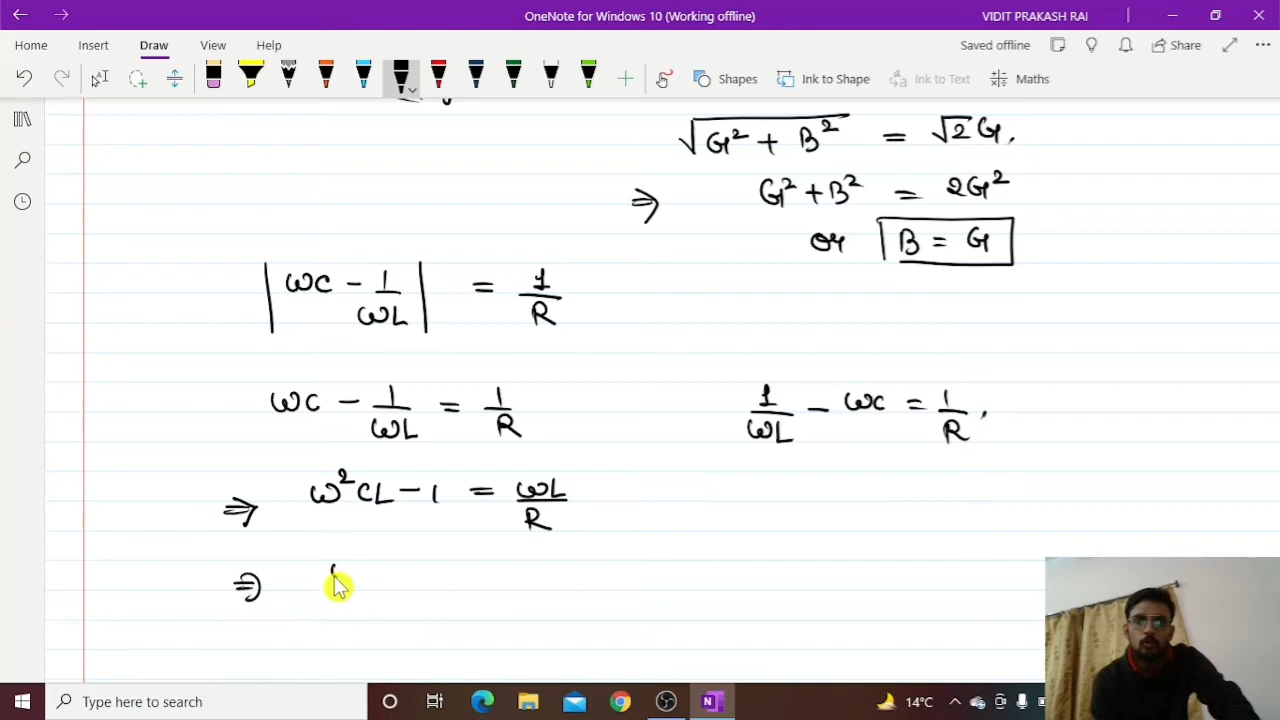 OneNote for Windows 10 (Working offline)
VIDIT PRAKASH RAI
Home Insert Draw View Help
Saved offline
Share
Shapes
Ink to Shape
Ink to Text
Maths
√(G² + B²) = √2 G,
⇒ G² + B² = 2G²
or B = G
|ωC - 1/ωL| = 1/R
ωC - 1/ωL = 1/R
1/ωL - ωC = 1/R,
⇒ ω²CL - 1 = ωL/R
⇒
Type here to search
14°C